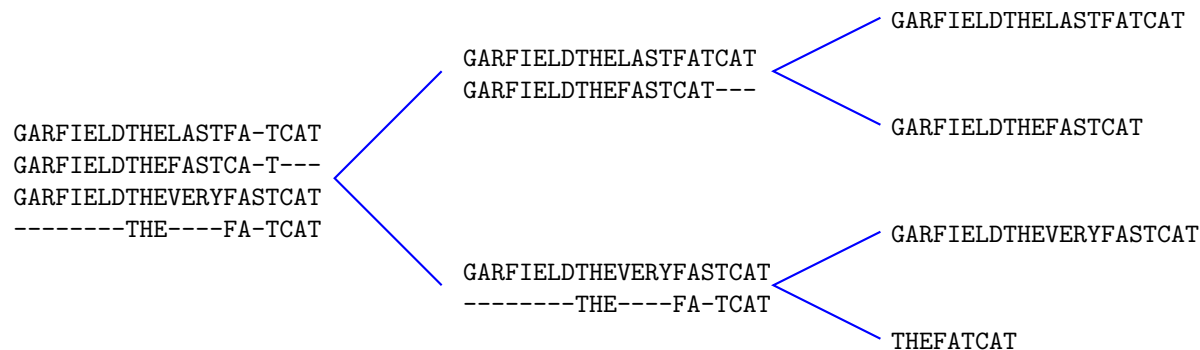 GARFIELDTHELASTFA-TCAT
GARFIELDTHEFASTCA-T---
GARFIELDTHEVERYFASTCAT
--------THE----FA-TCAT
GARFIELDTHELASTFATCAT
GARFIELDTHEFASTCAT---
GARFIELDTHEVERYFASTCAT
--------THE----FA-TCAT
GARFIELDTHELASTFATCAT
GARFIELDTHEFASTCAT
GARFIELDTHEVERYFASTCAT
THEFATCAT